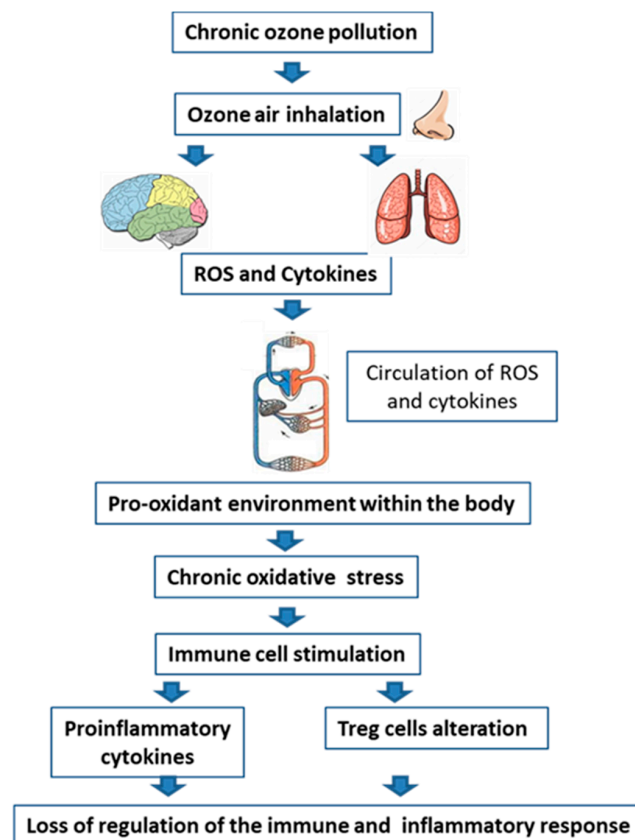 Chronic ozone pollution
Ozone air inhalation
ROS and Cytokines
Circulation of ROS
and cytokines
Pro-oxidant environment within the body
Chronic oxidative stress
Immune cell stimulation
Proinflammatory
cytokines
Treg cells alteration
Loss of regulation of the immune and inflammatory response